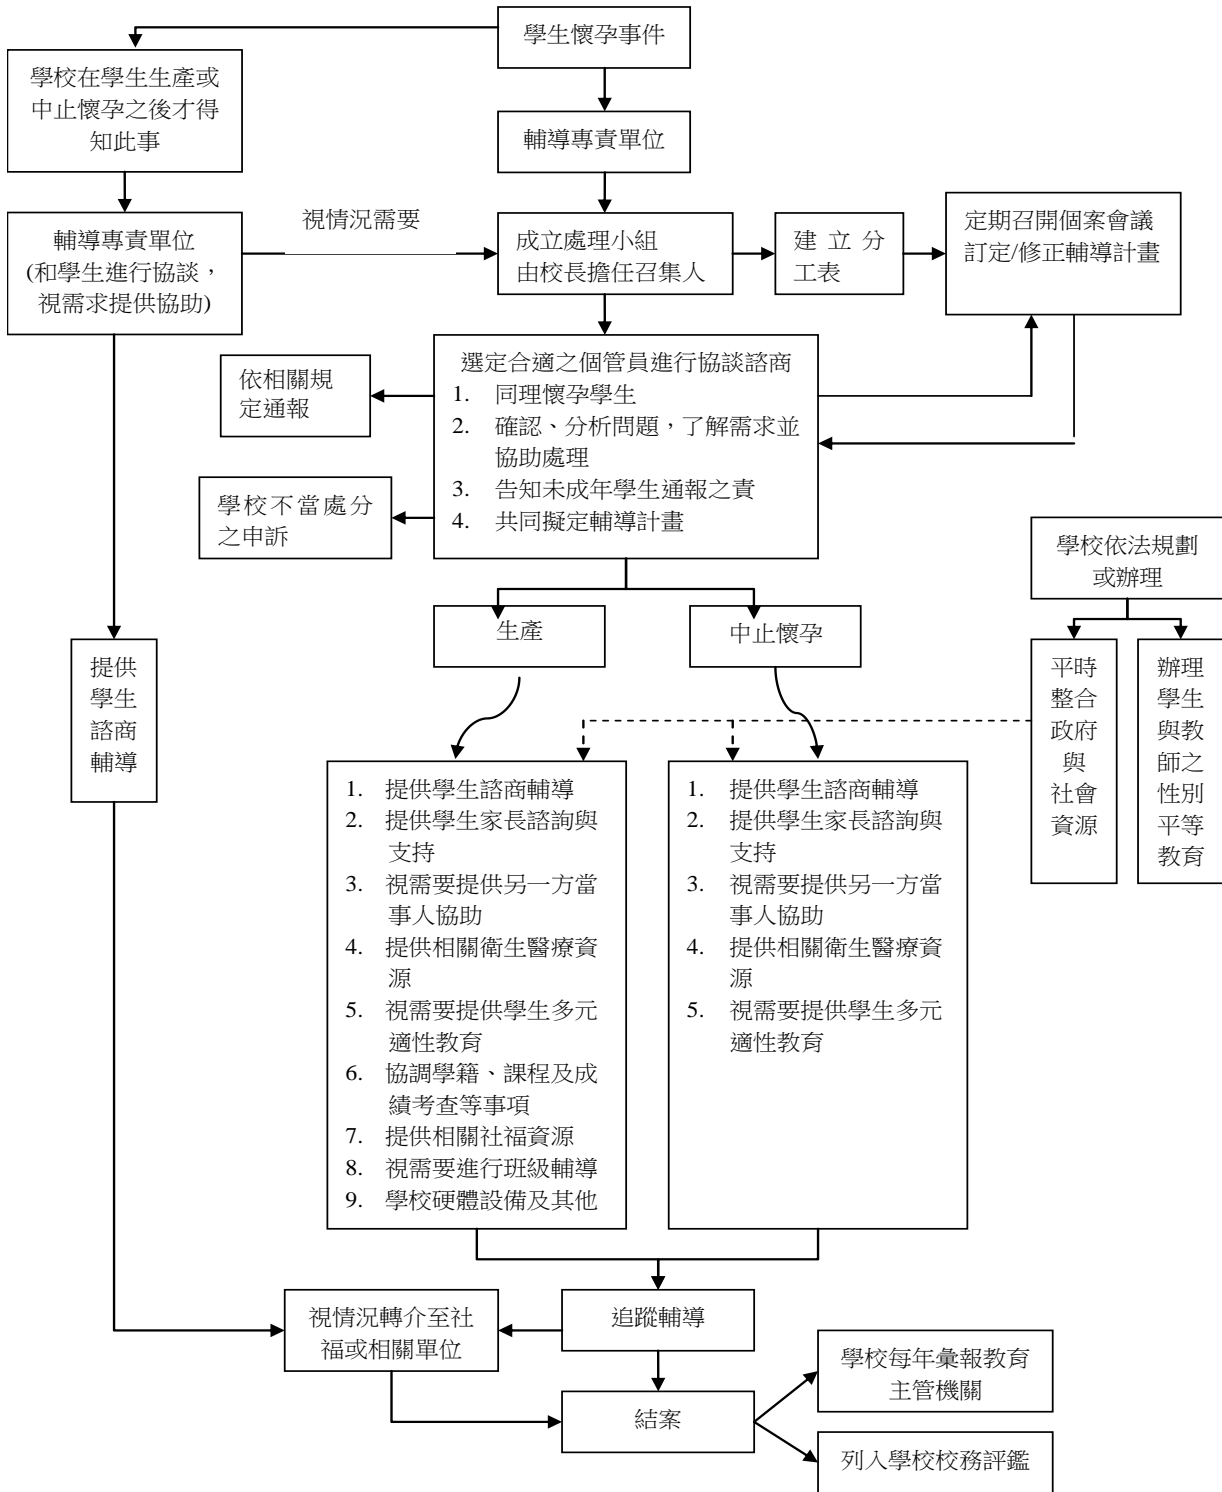 學生懷孕事件
學校在學生生產或
中止懷孕之後才得
知此事
輔導專責單位
輔導專責單位
(和學生進行協談，
視需求提供協助)
視情況需要
成立處理小組
由校長擔任召集人
建立分
工表
定期召開個案會議
訂定/修正輔導計畫
選定合適之個管員進行協談諮商
1. 同理懷孕學生
2. 確認、分析問題，了解需求並
協助處理
3. 告知未成年學生通報之責
4. 共同擬定輔導計畫
依相關規
定通報
學校不當處分
之申訴
學校依法規劃
或辦理
生產
中止懷孕
提供
學生
諮商
輔導
平時
整合
政府
與
社會
資源
辦理
學生
與教
師之
性別
平等
教育
1. 提供學生諮商輔導
2. 提供學生家長諮詢與
支持
3. 視需要提供另一方當
事人協助
4. 提供相關衛生醫療資
源
5. 視需要提供學生多元
適性教育
6. 協調學籍、課程及成
績考查等事項
7. 提供相關社福資源
8. 視需要進行班級輔導
9. 學校硬體設備及其他
1. 提供學生諮商輔導
2. 提供學生家長諮詢與
支持
3. 視需要提供另一方當
事人協助
4. 提供相關衛生醫療資
源
5. 視需要提供學生多元
適性教育
視情況轉介至社
福或相關單位
追蹤輔導
結案
學校每年彙報教育
主管機關
列入學校校務評鑑